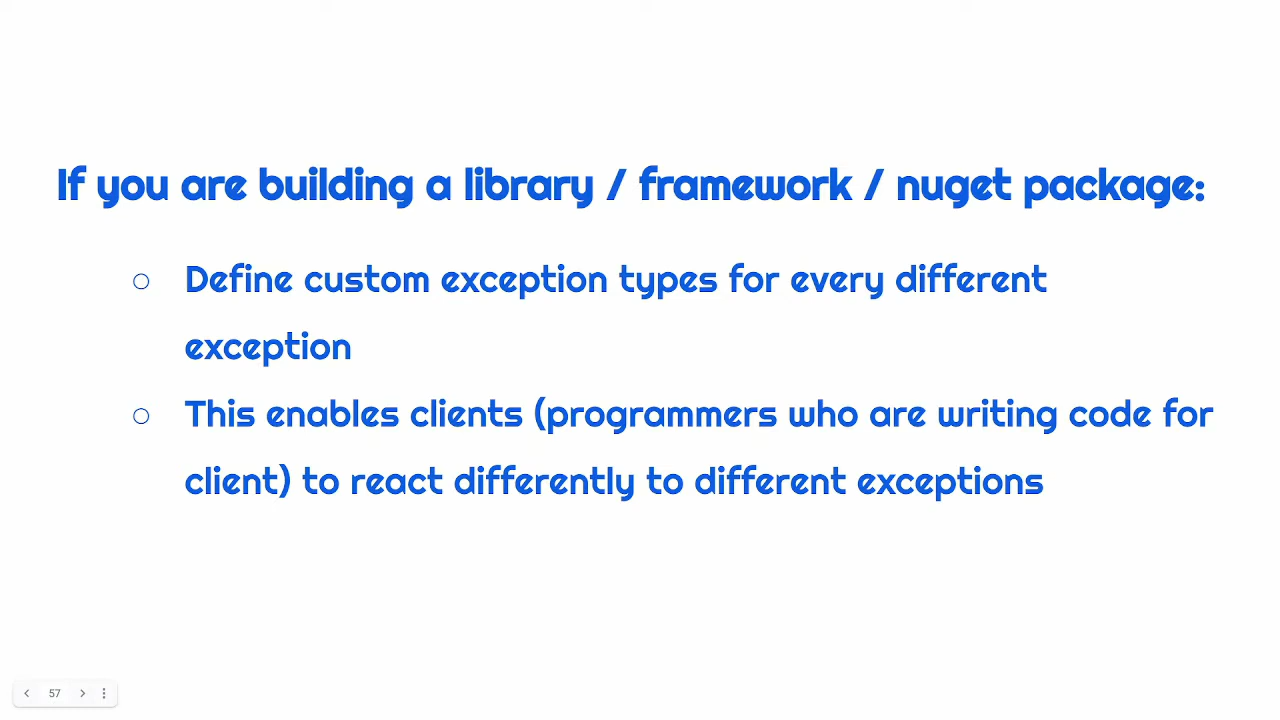 If you are building a library / framework / nuget package:
○ Define custom exception types for every different
exception
○ This enables clients (programmers who are writing code for
client) to react differently to different exceptions
57